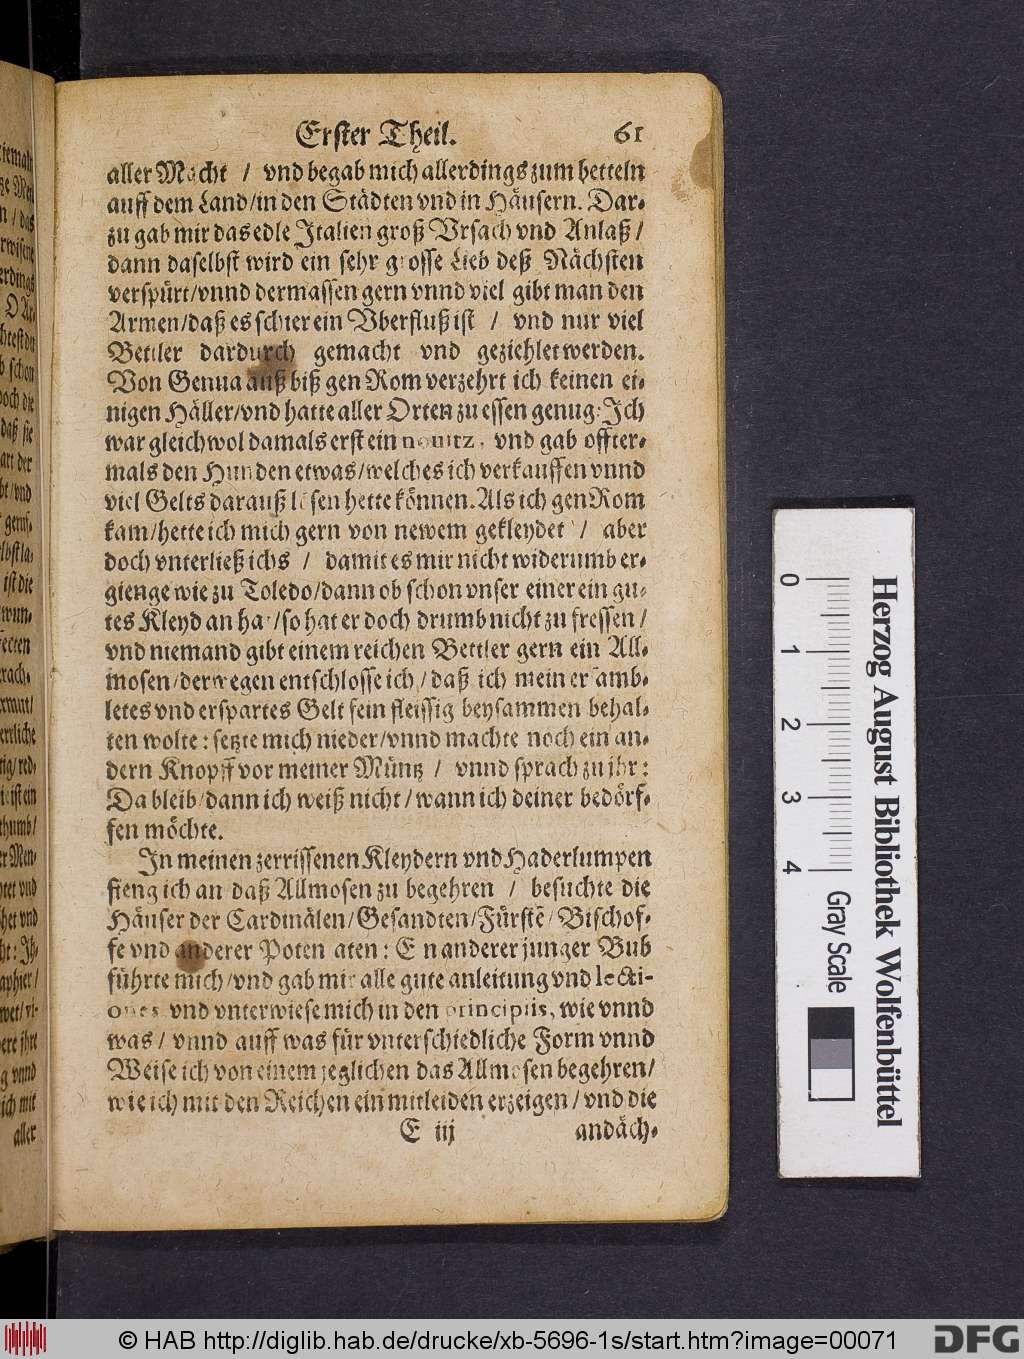 Erster Theil. 61
aller Macht / vnd begab mich allerdings zum betteln
auff dem Land/in den Städten vnd in Häusern. Dar-
zu gab mir das edle Italien groß Vrsach vnd Anlaß /
dann daselbst wird ein sehr grosse Lieb deß Nächsten
verspürt/vnnd dermassen gern vnnd viel gibt man den
Armen/daß es schier ein Vberfluß ist / vnd nur viel
Bettler dardurch gemacht vnd geziehlet werden.
Von Genua auß biß gen Rom verzehrt ich keinen ei-
nigen Häller/vnd hatte aller Orten zu essen genug: Ich
war gleichwol damals erst ein nouitz, vnd gab offter-
mals den Hunden etwas/welches ich verkauffen vnnd
viel Gelts darauß lösen hette können. Als ich gen Rom
kam/hette ich mich gern von newem gekleydet / aber
doch vnterließ ichs / damit es mir nicht widerumb er-
gienge wie zu Toledo/dann ob schon vnser einer ein gu-
tes Kleyd an hat/so hat er doch drumb nicht zu fressen /
vnd niemand gibt einem reichen Bettler gern ein All-
mosen/derwegen entschlosse ich / daß ich mein ersamb-
letes vnd erspartes Gelt fein fleissig beysammen behal-
ten wolte: setzte mich nieder/vnnd machte noch ein an-
dern Knopff vor meiner Müntz / vnnd sprach zu jhr:
Da bleib/dann ich weiß nicht/wann ich deiner bedörf-
fen möchte.
In meinen zerrissenen Kleydern vnd Haderlumpen
fieng ich an daß Allmosen zu begehren / besuchte die
Häuser der Cardinälen/Gesandten/Fürstē/Bischof-
fe vnd anderer Potentaten: Ein anderer junger Bub
führte mich/vnd gab mir alle gute anleitung vnd lecti-
ones, vnd vnterwiese mich in den principiis, wie vnnd
was / vnnd auff was für vnterschiedliche Form vnnd
Weise ich von einem jeglichen das Allmosen begehren/
wie ich mit den Reichen ein mitleiden erzeigen/vnd die
E iij andäch-
aller
0 1 2 3 4
Herzog August Bibliothek Wolfenbüttel
Gray Scale
© HAB http://diglib.hab.de/drucke/xb-5696-1s/start.htm?image=00071
DFG